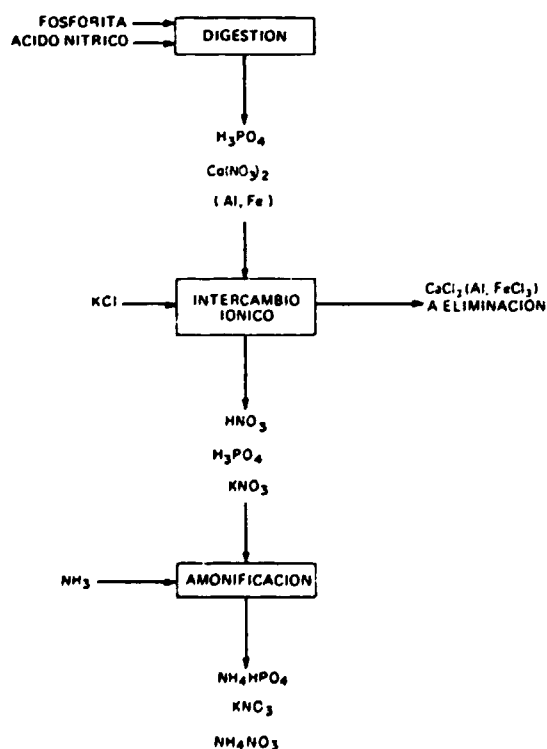 FOSFORITA
ACIDO NITRICO
DIGESTION
H3PO4
Ca(NO3)2
(Al, Fe)
KCl
INTERCAMBIO
IONICO
CaCl2(Al, FeCl3)
A ELIMINACIÓN
HNO3
H3PO4
KNO3
NH3
AMONIFICACION
NH4HPO4
KNO3
NH4NO3